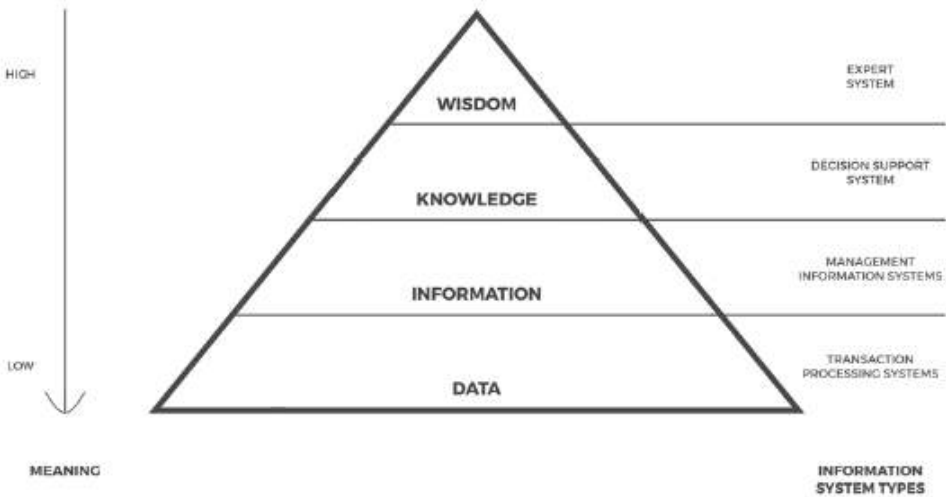 HIGH
EXPERT
SYSTEM
WISDOM
DECISION SUPPORT
SYSTEM
KNOWLEDGE
MANAGEMENT
INFORMATION SYSTEMS
INFORMATION
LOW
TRANSACTION
PROCESSING SYSTEMS
DATA
MEANING
INFORMATION
SYSTEM TYPES